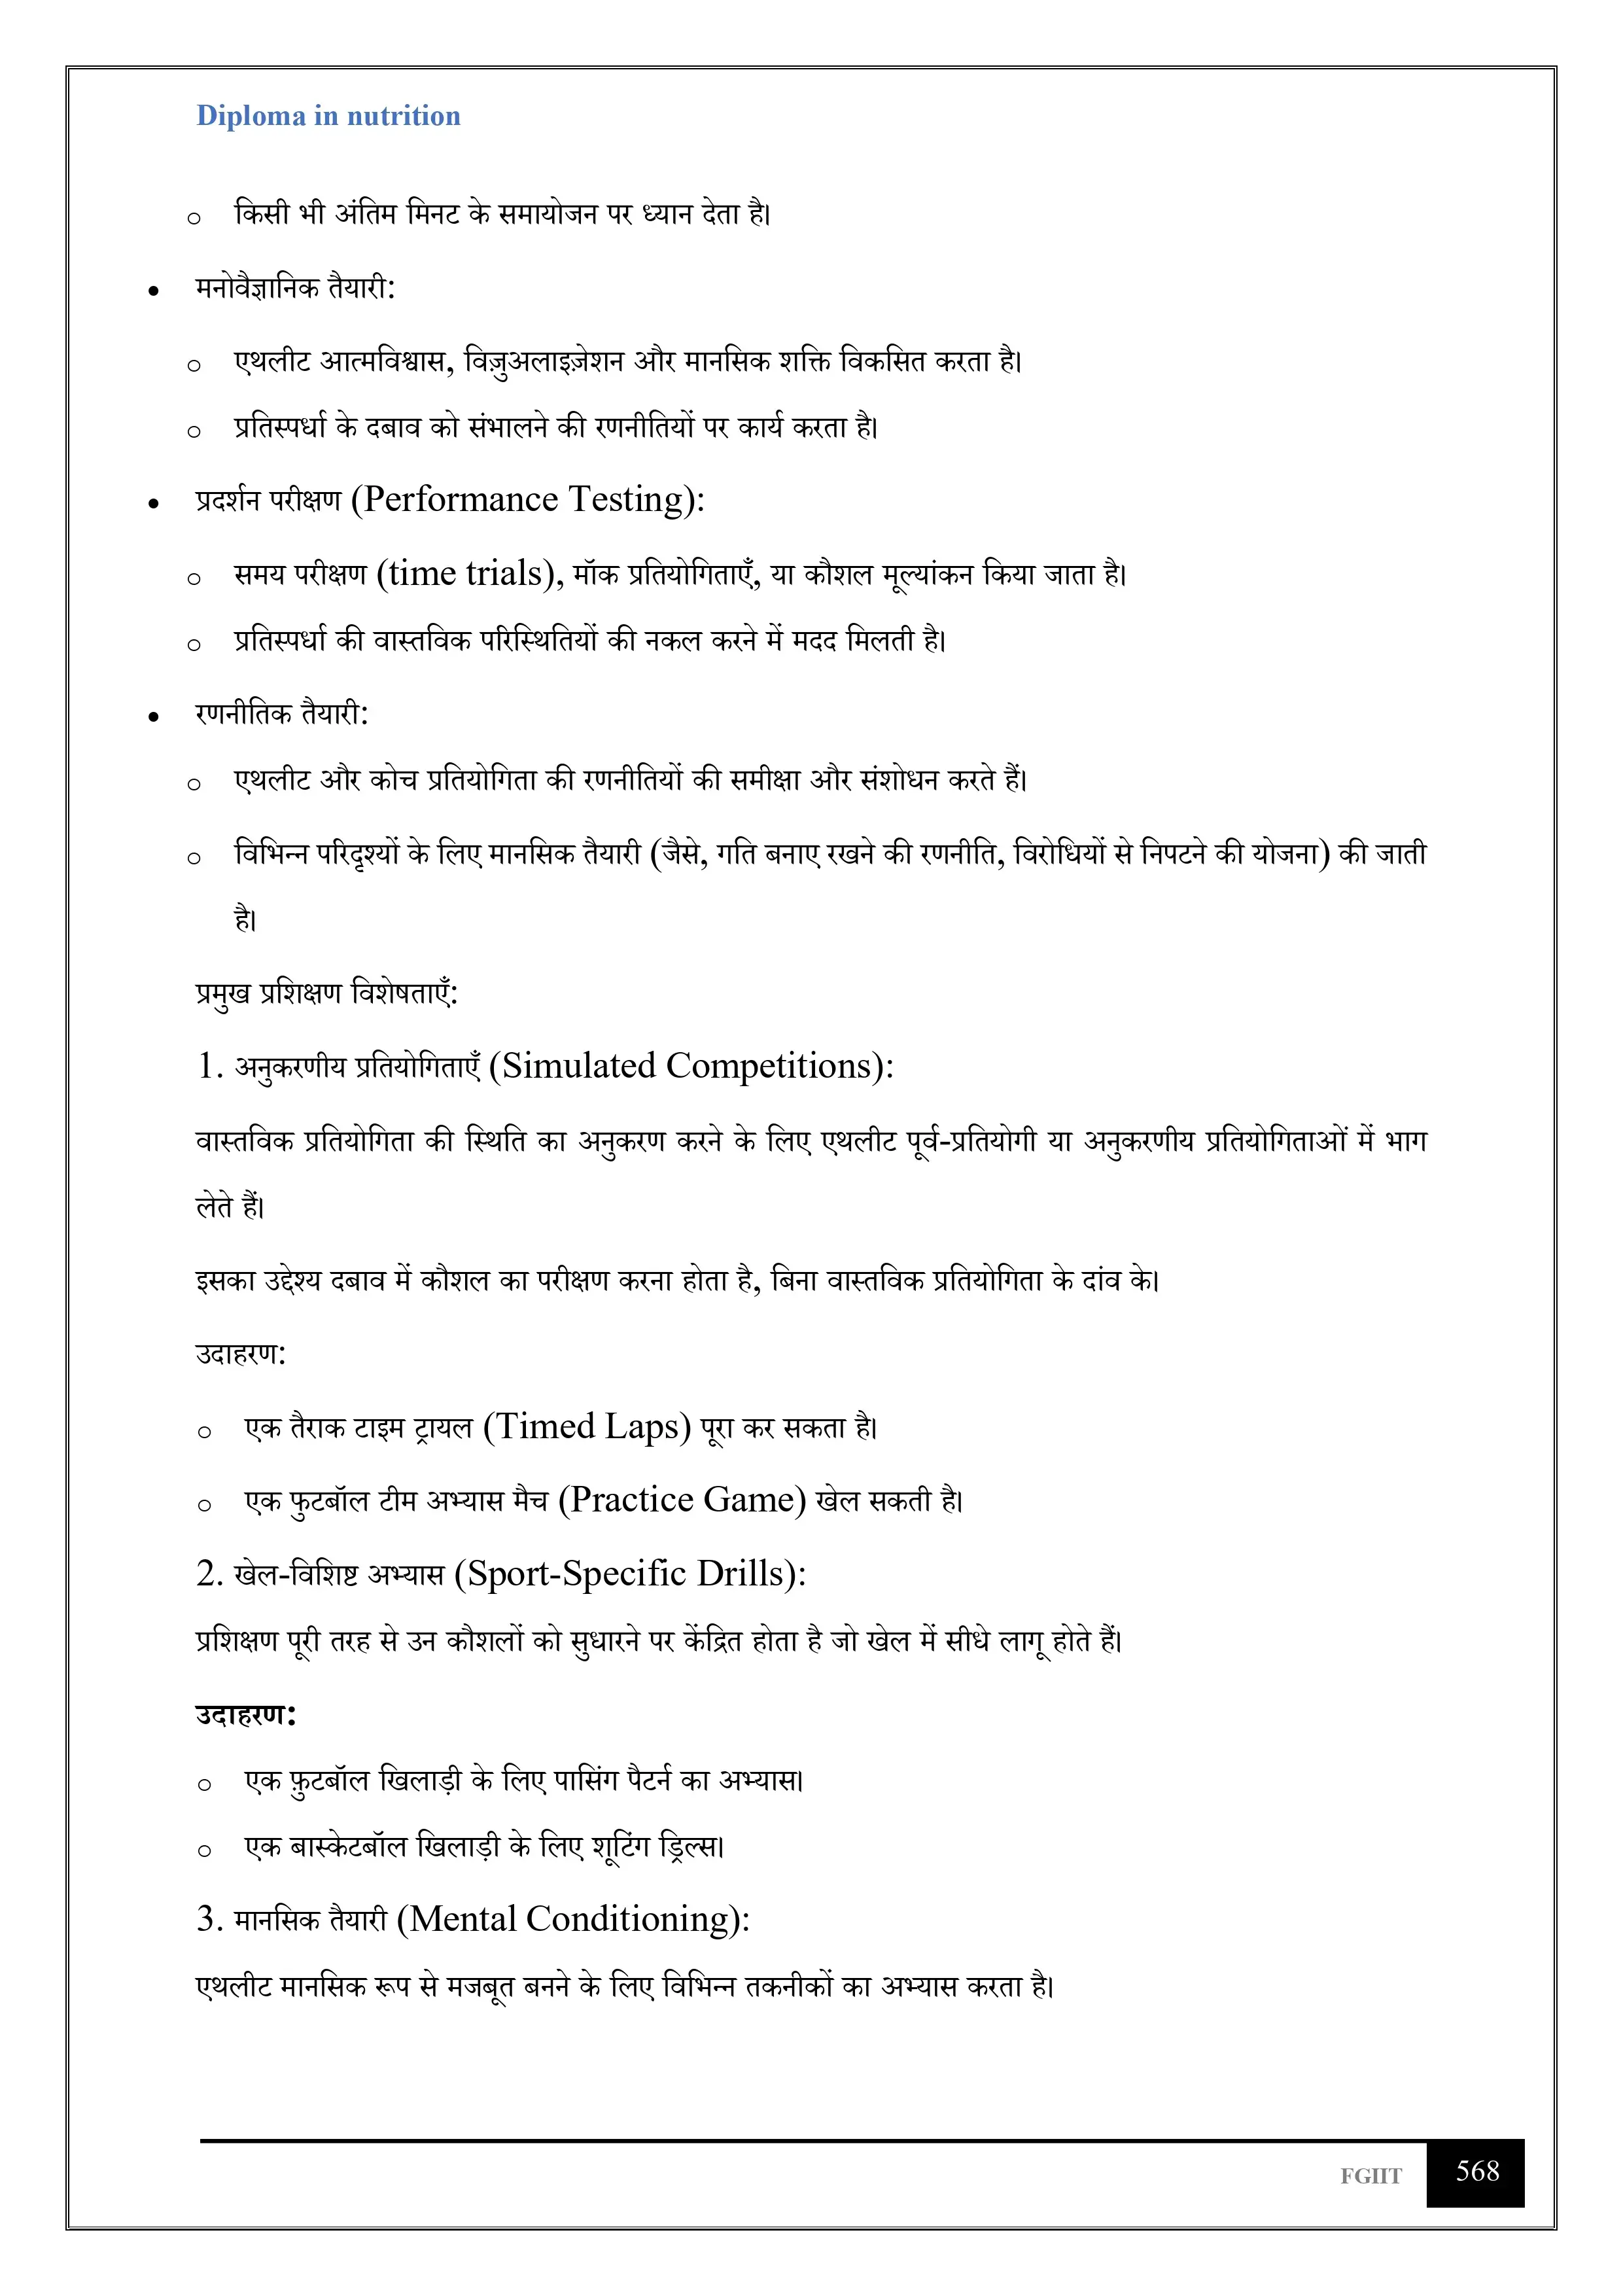 Diploma in nutrition
o किसी भी अंतिम मिनट के समायोजन पर ध्यान देता है।
• मनोवैज्ञानिक तैयारी:
o एथलीट आत्मविश्वास, विज़ुअलाइज़ेशन और मानसिक शक्ति विकसित करता है।
o प्रतिस्पर्धा के दबाव को संभालने की रणनीतियों पर कार्य करता है।
• प्रदर्शन परीक्षण (Performance Testing):
o समय परीक्षण (time trials), मॉक प्रतियोगिताएँ, या कौशल मूल्यांकन किया जाता है।
o प्रतिस्पर्धा की वास्तविक परिस्थितियों की नकल करने में मदद मिलती है।
• रणनीतिक तैयारी:
o एथलीट और कोच प्रतियोगिता की रणनीतियों की समीक्षा और संशोधन करते हैं।
o विभिन्न परिदृश्यों के लिए मानसिक तैयारी (जैसे, गति बनाए रखने की रणनीति, विरोधियों से निपटने की योजना) की जाती
है।
प्रमुख प्रशिक्षण विशेषताएँ:
1. अनुकरणीय प्रतियोगिताएँ (Simulated Competitions):
वास्तविक प्रतियोगिता की स्थिति का अनुकरण करने के लिए एथलीट पूर्व-प्रतियोगी या अनुकरणीय प्रतियोगिताओं में भाग
लेते हैं।
इसका उद्देश्य दबाव में कौशल का परीक्षण करना होता है, बिना वास्तविक प्रतियोगिता के दांव के।
उदाहरण:
o एक तैराक टाइम ट्रायल (Timed Laps) पूरा कर सकता है।
o एक फुटबॉल टीम अभ्यास मैच (Practice Game) खेल सकती है।
2. खेल-विशिष्ट अभ्यास (Sport-Specific Drills):
प्रशिक्षण पूरी तरह से उन कौशलों को सुधारने पर केंद्रित होता है जो खेल में सीधे लागू होते हैं।
उदाहरण:
o एक फ़ुटबॉल खिलाड़ी के लिए पासिंग पैटर्न का अभ्यास।
o एक बास्केटबॉल खिलाड़ी के लिए शूटिंग ड्रिल्स।
3. मानसिक तैयारी (Mental Conditioning):
एथलीट मानसिक रूप से मजबूत बनने के लिए विभिन्न तकनीकों का अभ्यास करता है।
FGIIT 568